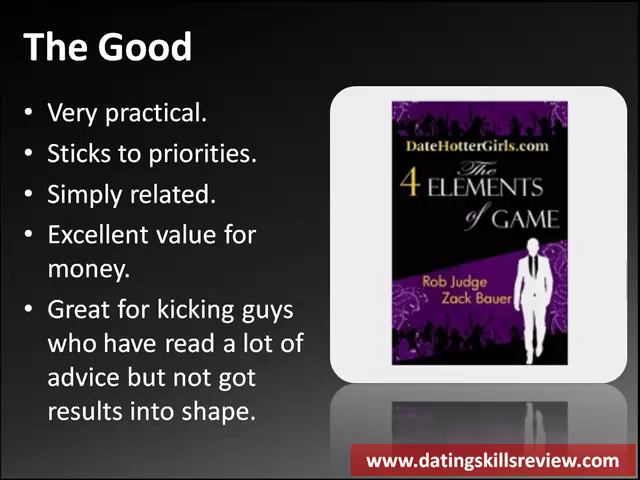 The Good
• Very practical.
• Sticks to priorities.
• Simply related.
• Excellent value for
money.
• Great for kicking guys
who have read a lot of
advice but not got
results into shape.
DateHotterGirls.com
The
4 ELEMENTS
of GAME
Rob Judge
Zack Bauer
www.datingskillsreview.com